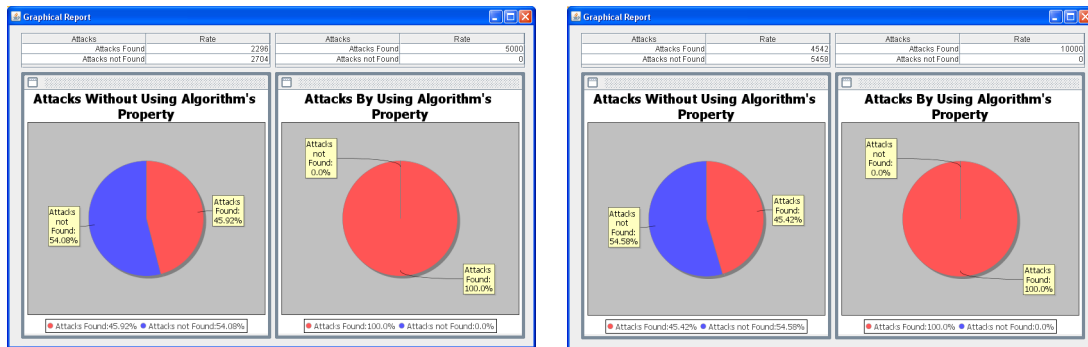 Graphical Report
Attacks Rate Attacks Rate
Attacks Found 2296 Attacks Found 5000
Attacks not Found 2704 Attacks not Found 0
Attacks Without Using Algorithm's
Property
Attacks
not
Found:
54.08%
Attacks
Found:
45.92%
Attacks Found:45.92% Attacks not Found:54.08%
Attacks By Using Algorithm's
Property
Attacks
not
Found:
0.0%
Attacks
Found:
100.0%
Attacks Found:100.0% Attacks not Found:0.0%
Graphical Report
Attacks Rate Attacks Rate
Attacks Found 4542 Attacks Found 10000
Attacks not Found 5458 Attacks not Found 0
Attacks Without Using Algorithm's
Property
Attacks
not
Found:
54.58%
Attacks
Found:
45.42%
Attacks Found:45.42% Attacks not Found:54.58%
Attacks By Using Algorithm's
Property
Attacks
not
Found:
0.0%
Attacks
Found:
100.0%
Attacks Found:100.0% Attacks not Found:0.0%